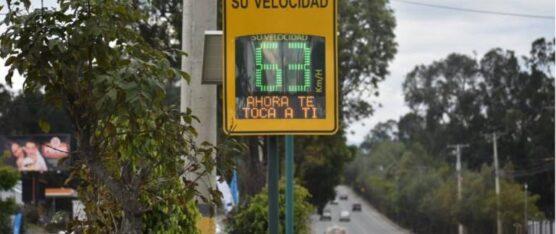 SU VELOCIDAD
SU VELOCIDAD
63
Km/H
AHORA TE
TOCA A TI